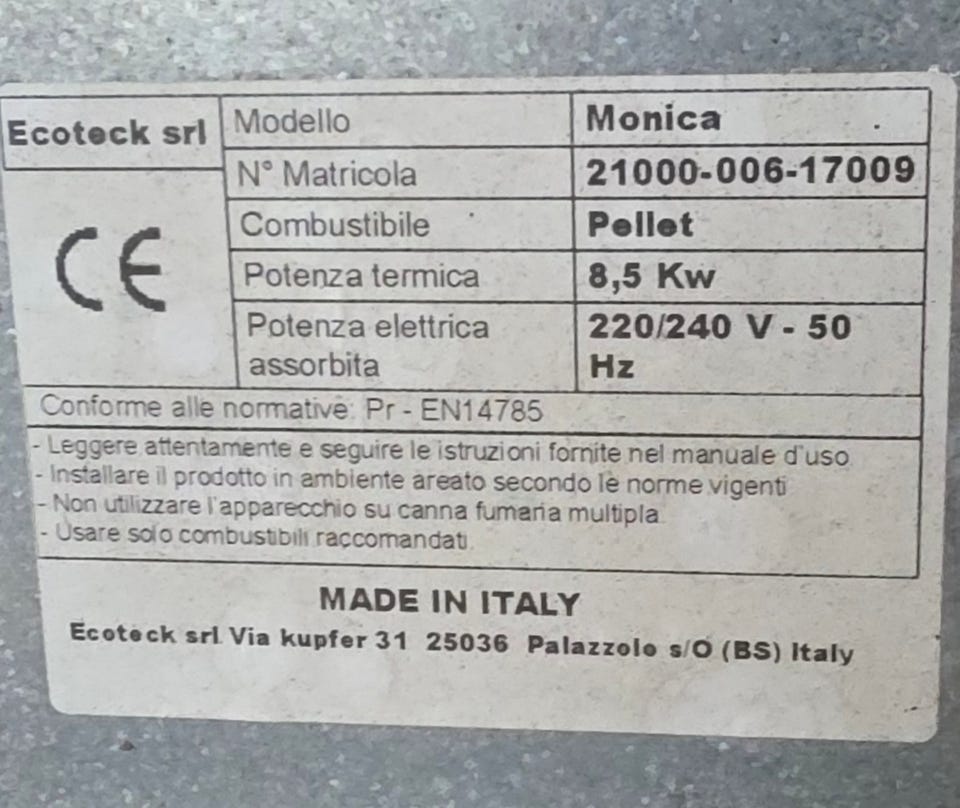 Ecoteck srl
CE
Modello Monica
N° Matricola 21000-006-17009
Combustibile Pellet
Potenza termica 8,5 Kw
Potenza elettrica 220/240 V - 50
assorbita Hz
Conforme alle normative: Pr - EN14785
- Leggere attentamente e seguire le istruzioni fornite nel manuale d'uso.
- Installare il prodotto in ambiente areato secondo le norme vigenti
- Non utilizzare l'apparecchio su canna fumaria multipla.
- Usare solo combustibili raccomandati.
MADE IN ITALY
Ecoteck srl. Via kupfer 31 25036 Palazzolo s/O (BS) Italy